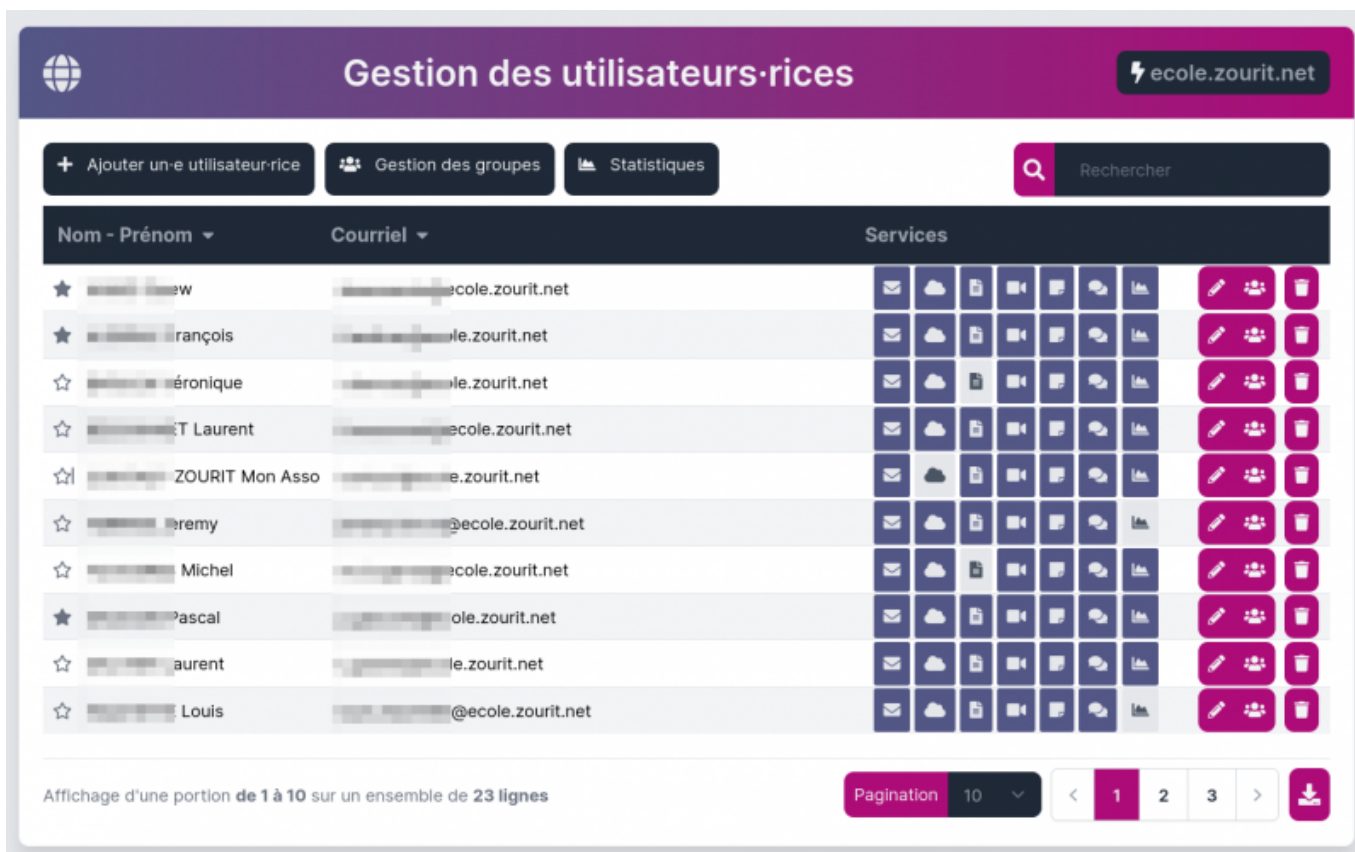 Gestion des utilisateurs·rices
ecole.zourit.net
Ajouter un·e utilisateur·rice Gestion des groupes Statistiques Rechercher
Nom - Prénom Courriel Services
ecole.zourit.net
rançois le.zourit.net
éronique le.zourit.net
T Laurent ecole.zourit.net
ZOURIT Mon Asso e.zourit.net
eremy @ecole.zourit.net
Michel ecole.zourit.net
Pascal ole.zourit.net
aurent le.zourit.net
Louis @ecole.zourit.net
Affichage d'une portion de 1 à 10 sur un ensemble de 23 lignes Pagination 10 < 1 2 3 >